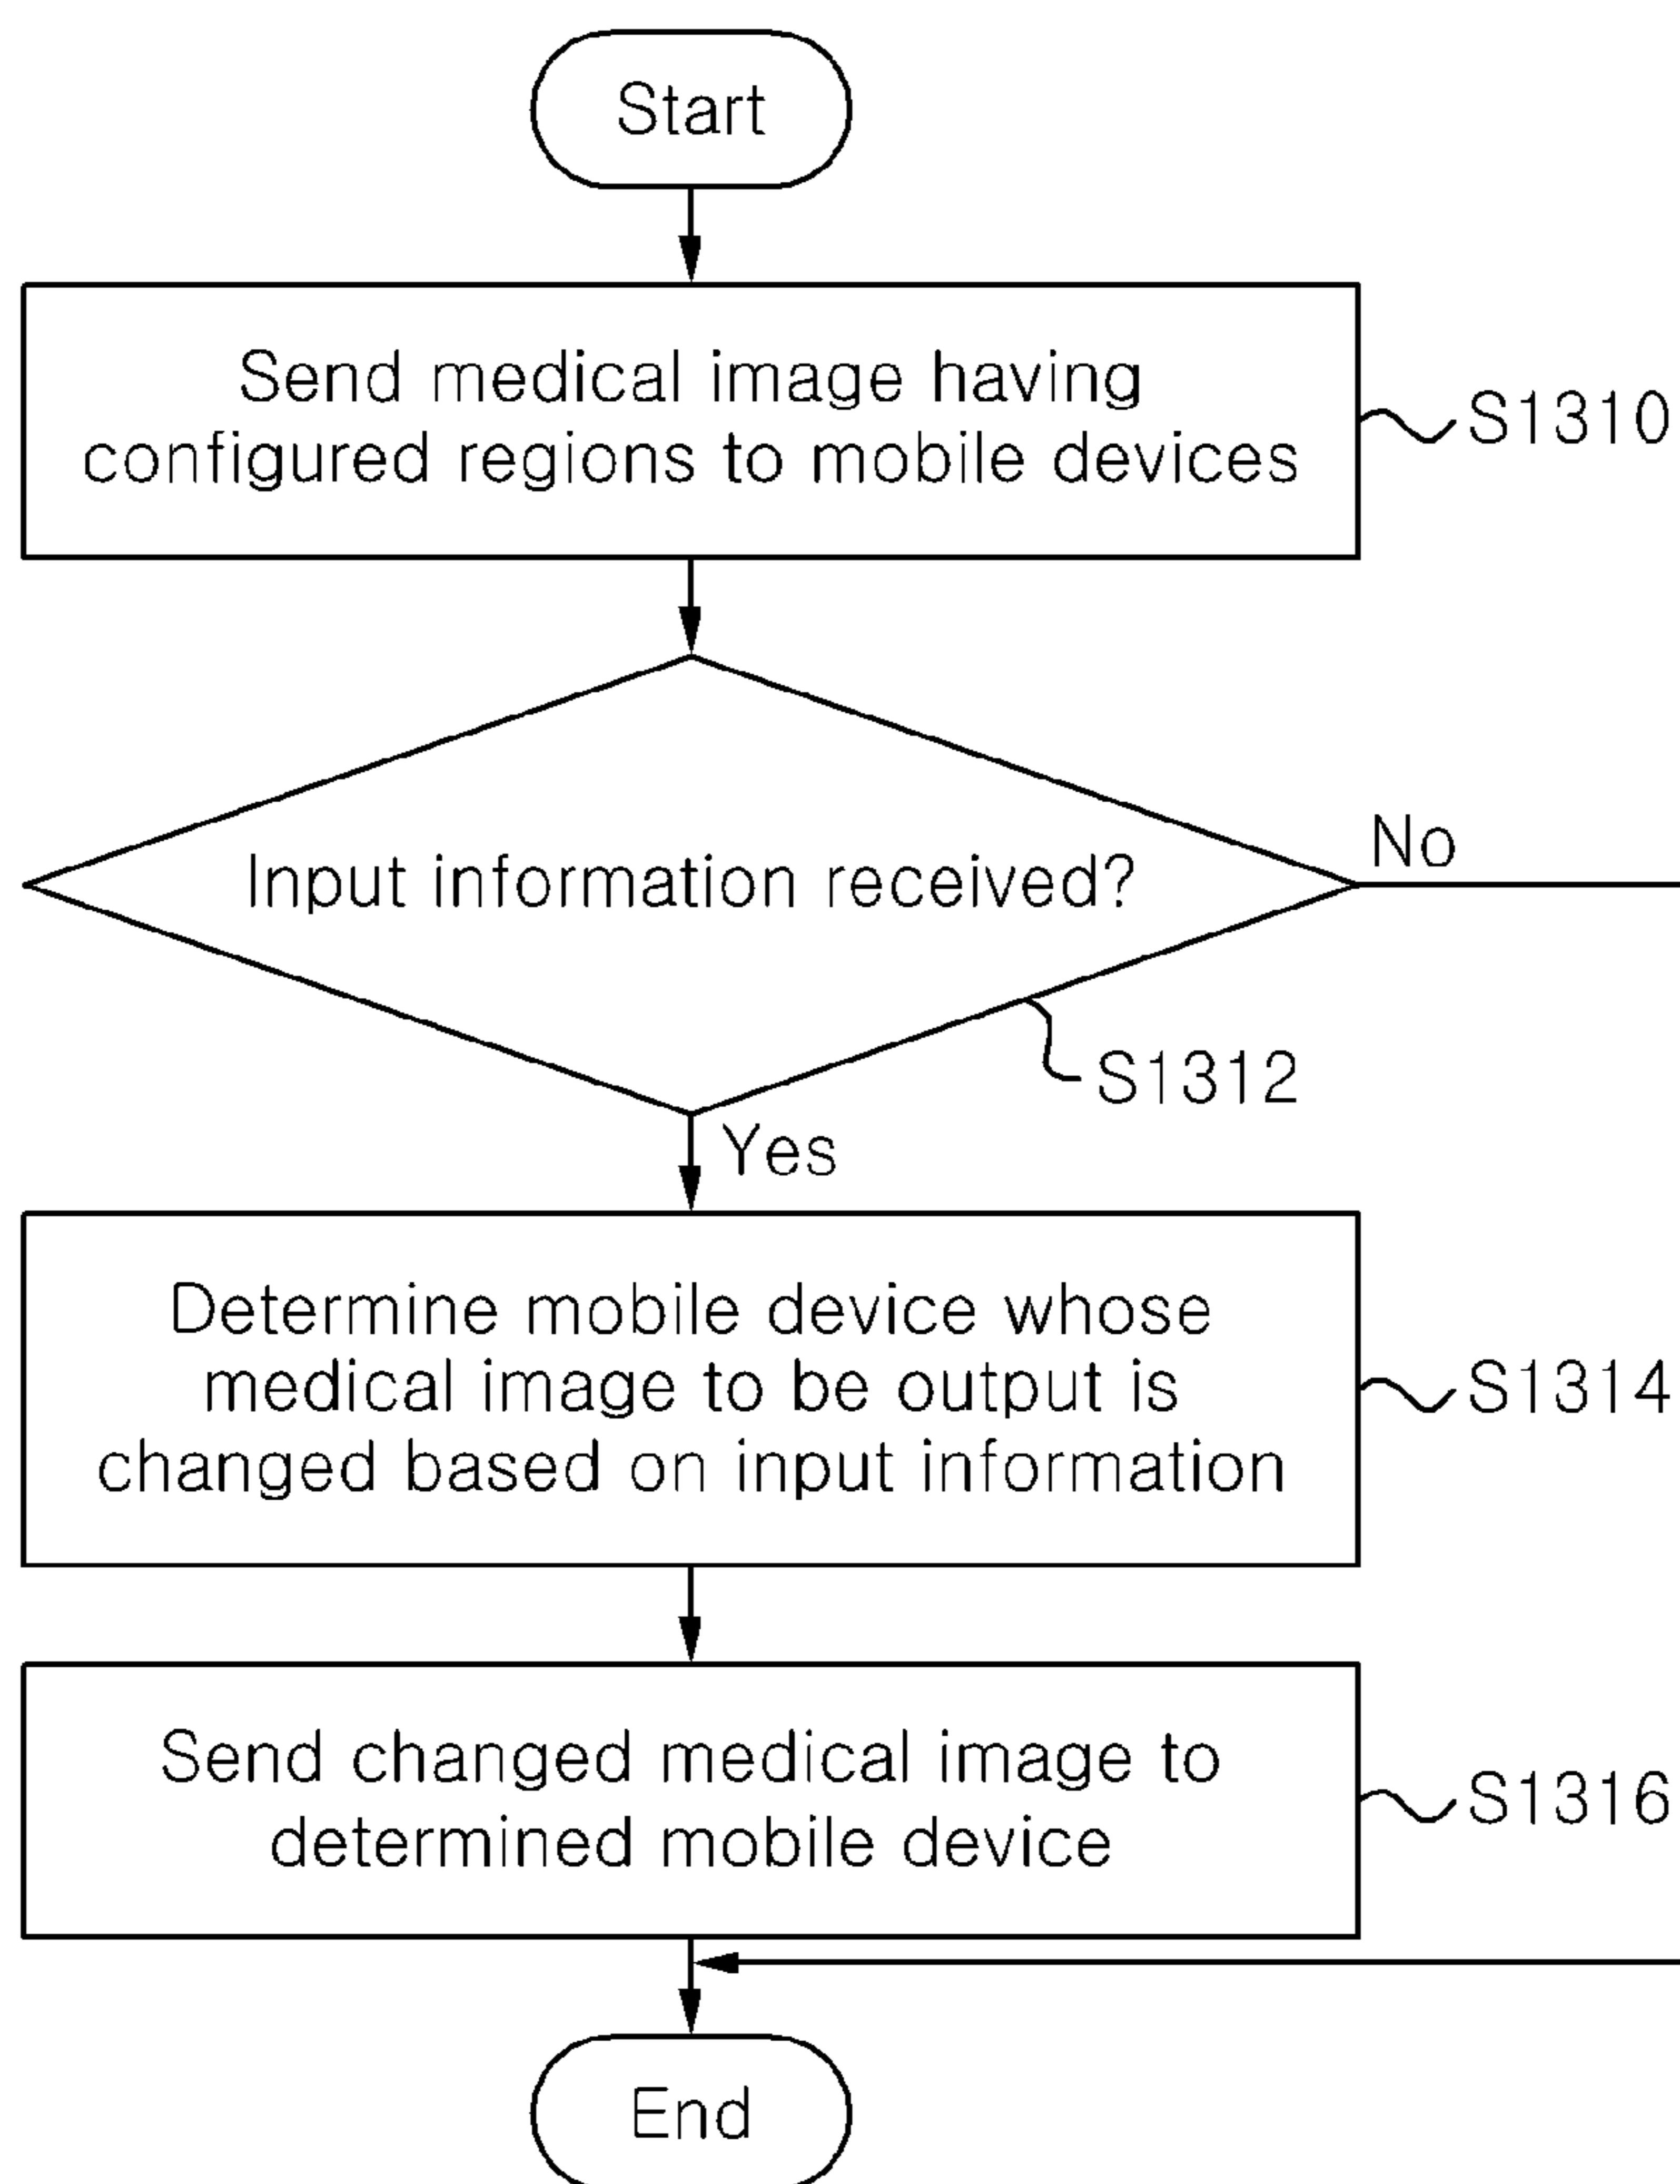 Start
Send medical image having
configured regions to mobile devices
S1310
Input information received?
No
S1312
Yes
Determine mobile device whose
medical image to be output is
changed based on input information
S1314
Send changed medical image to
determined mobile device
S1316
End